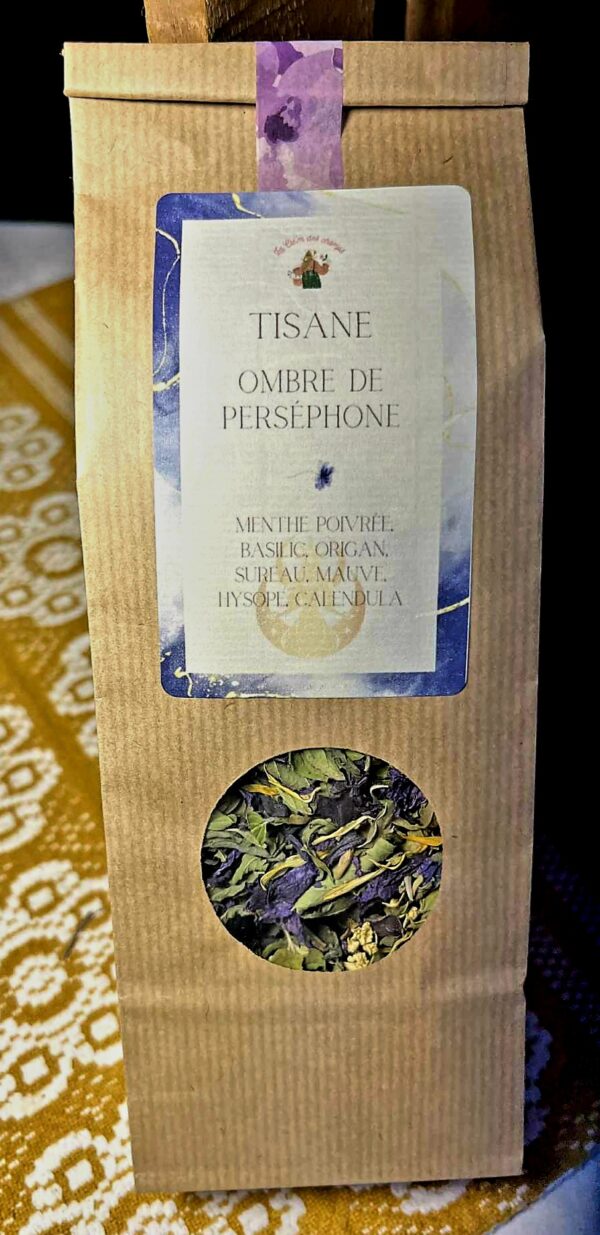 TISANE
OMBRE DE
PERSÉPHONE
MENTHE POIVRÉE,
BASILIC, ORIGAN,
SUREAU, MAUVE,
HYSOPE, CALENDULA